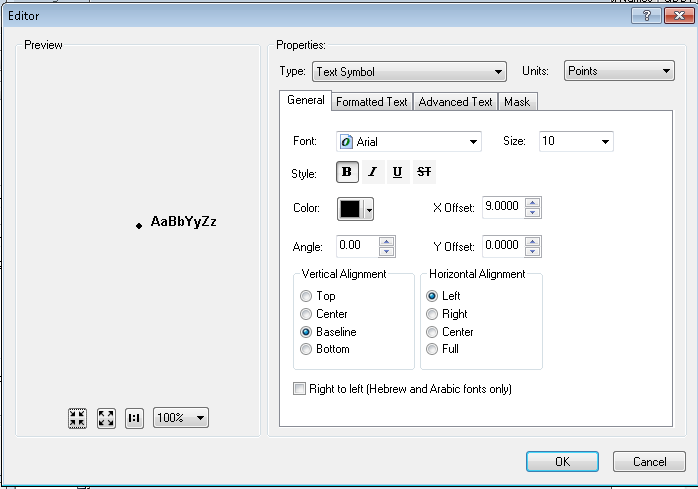 Editor
Preview
AaBbYyZz
100%
Properties:
Type: Text Symbol Units: Points
General Formatted Text Advanced Text Mask
Font: Arial Size: 10
Style: B I U ST
Color: X Offset: 9.0000
Angle: 0.00 Y Offset: 0.0000
Vertical Alignment
Top
Center
Baseline
Bottom
Horizontal Alignment
Left
Right
Center
Full
Right to left (Hebrew and Arabic fonts only)
OK Cancel